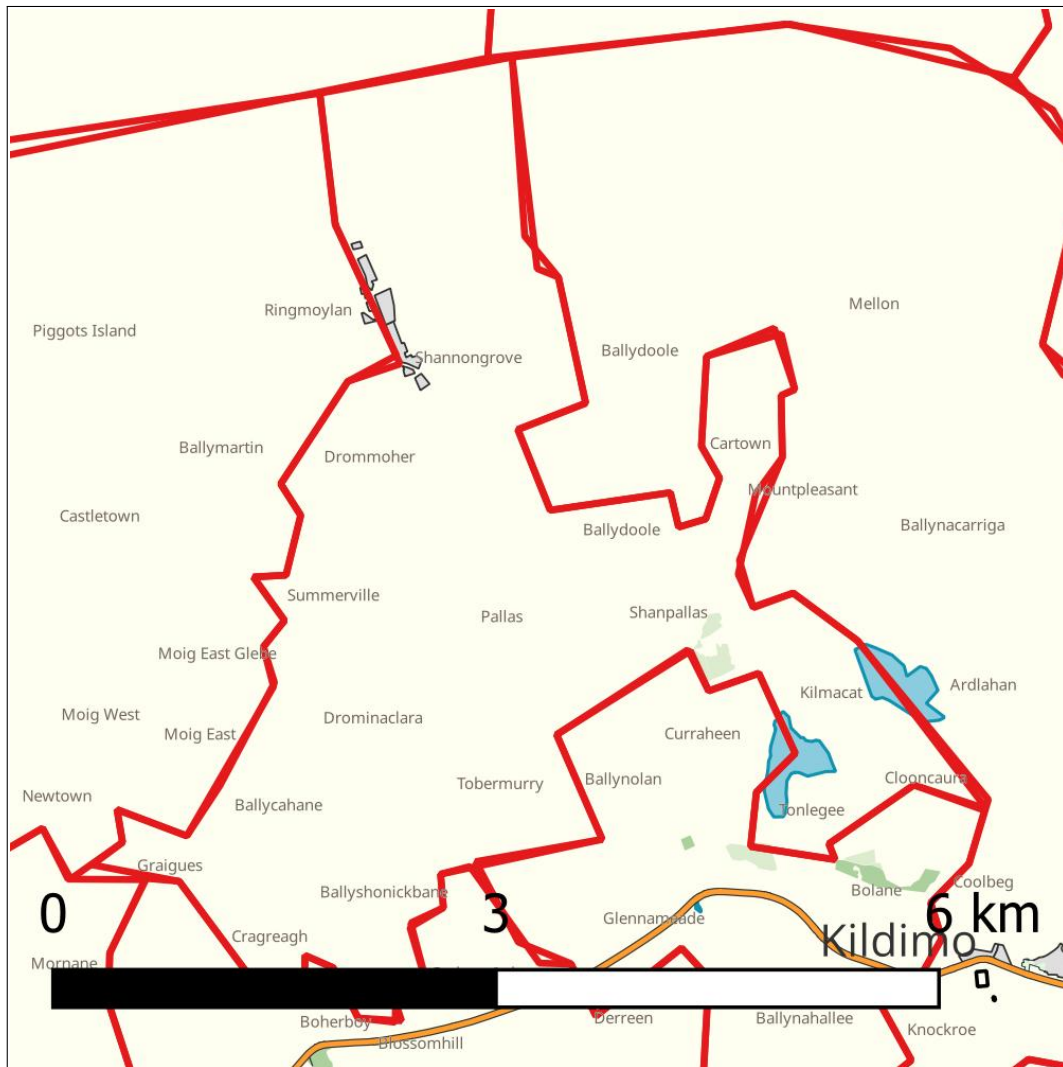 Mellon
Ringmoylan
Piggots Island
Ballydoole
Shannongrove
Cartown
Ballymartin
Drommoher
Mountpleasant
Castletown
Ballynacarriga
Ballydoole
Summerville
Shanpallas
Pallas
Moig East Glebe
Ardlahan
Kilmacat
Moig West
Drominaclara
Moig East
Curraheen
Clooncaura
Tobermurry
Ballynolan
Newtown
Ballycahane
Tonlegee
Graigues
Coolbeg
Ballyshonickbane
Bolane
0 3 6 km
Glennameade
Cragreagh
Kildimo
Mornane
Boherboy
Derreen
Ballynahallee
Knockroe
Blossomhill